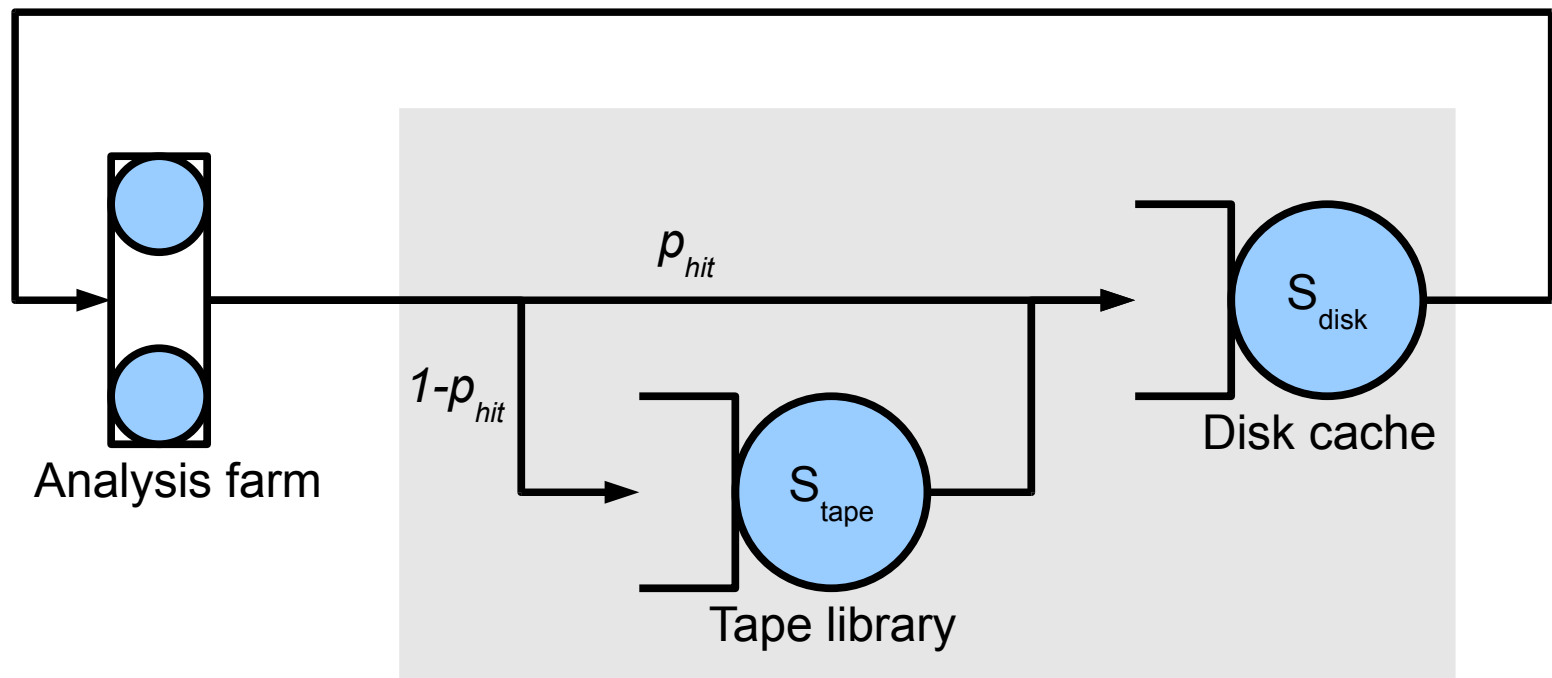 p_hit
S_disk
1-p_hit
Disk cache
Analysis farm
S_tape
Tape library